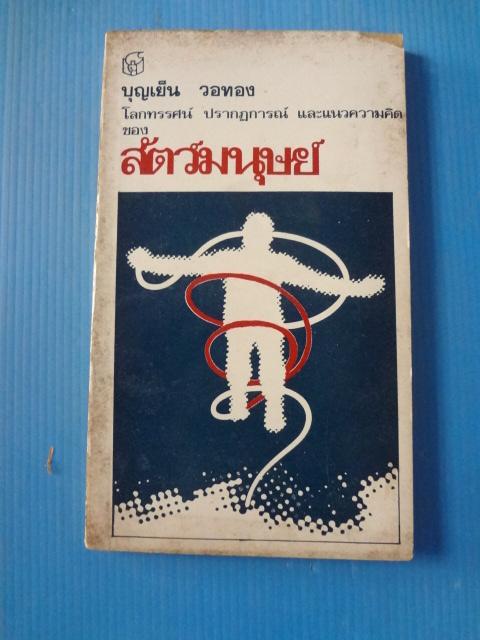 บุญเย็น วอทอง
โลกทรรศน์ ปรากฏการณ์ และแนวความคิด
ของ
สัตว์มนุษย์